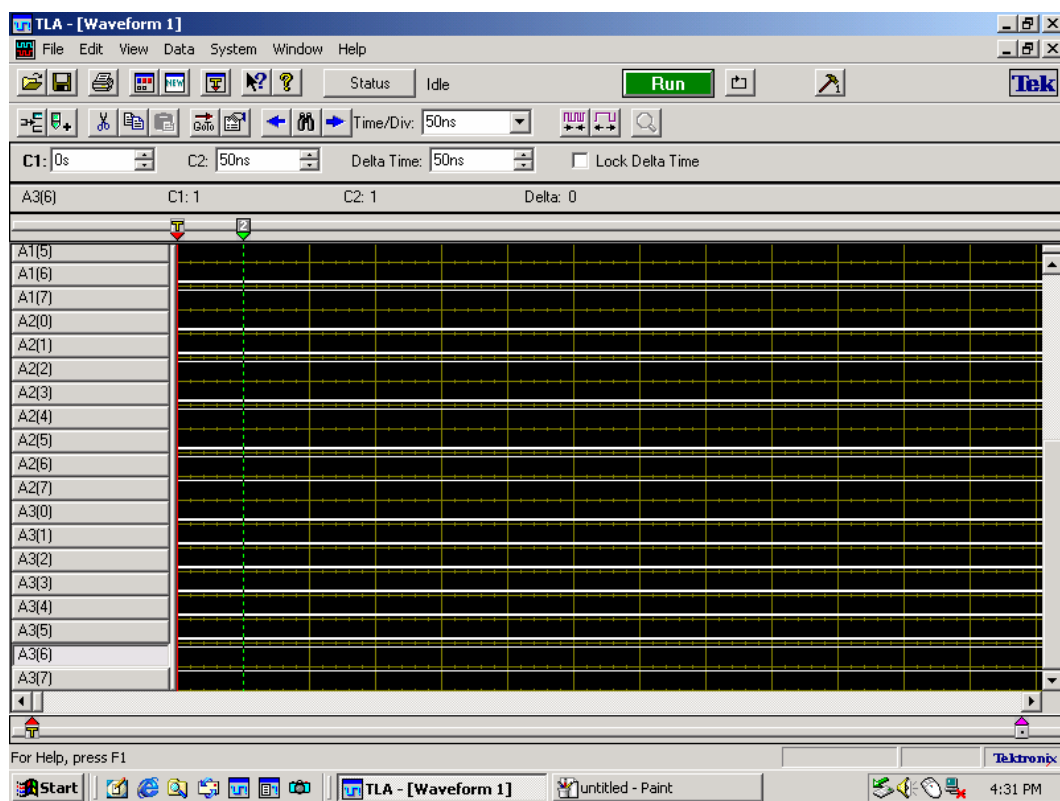 TLA - [Waveform 1]
File Edit View Data System Window Help
NEW Status Idle Run Tek
GoTo Time/Div: 50ns
C1: 0s C2: 50ns Delta Time: 50ns Lock Delta Time
A3(6) C1: 1 C2: 1 Delta: 0
T 2
A1(5)
A1(6)
A1(7)
A2(0)
A2(1)
A2(2)
A2(3)
A2(4)
A2(5)
A2(6)
A2(7)
A3(0)
A3(1)
A3(2)
A3(3)
A3(4)
A3(5)
A3(6)
A3(7)
T
For Help, press F1 Tektronix
Start TLA - [Waveform 1] untitled - Paint 4:31 PM